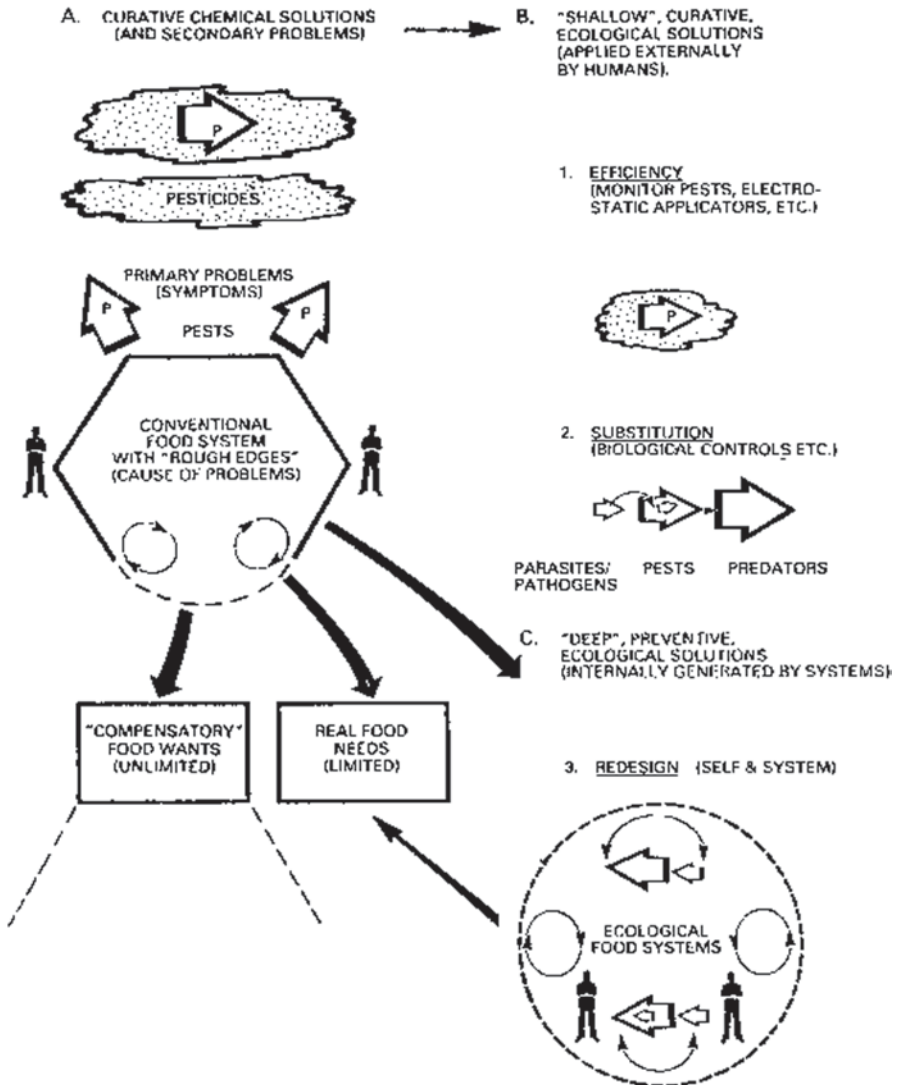 A. CURATIVE CHEMICAL SOLUTIONS
(AND SECONDARY PROBLEMS)
P
PESTICIDES
PRIMARY PROBLEMS
(SYMPTOMS)
P
P
PESTS
CONVENTIONAL
FOOD SYSTEM
WITH "ROUGH EDGES"
(CAUSE OF PROBLEMS)
"COMPENSATORY"
FOOD WANTS
(UNLIMITED)
REAL FOOD
NEEDS
(LIMITED)
B. "SHALLOW", CURATIVE,
ECOLOGICAL SOLUTIONS
(APPLIED EXTERNALLY
BY HUMANS).
1. EFFICIENCY
(MONITOR PESTS, ELECTRO-
STATIC APPLICATORS, ETC.)
P
2. SUBSTITUTION
(BIOLOGICAL CONTROLS ETC.)
PARASITES/
PATHOGENS
PESTS
PREDATORS
C. "DEEP", PREVENTIVE,
ECOLOGICAL SOLUTIONS
(INTERNALLY GENERATED BY SYSTEMS)
3. REDESIGN (SELF & SYSTEM)
ECOLOGICAL
FOOD SYSTEMS